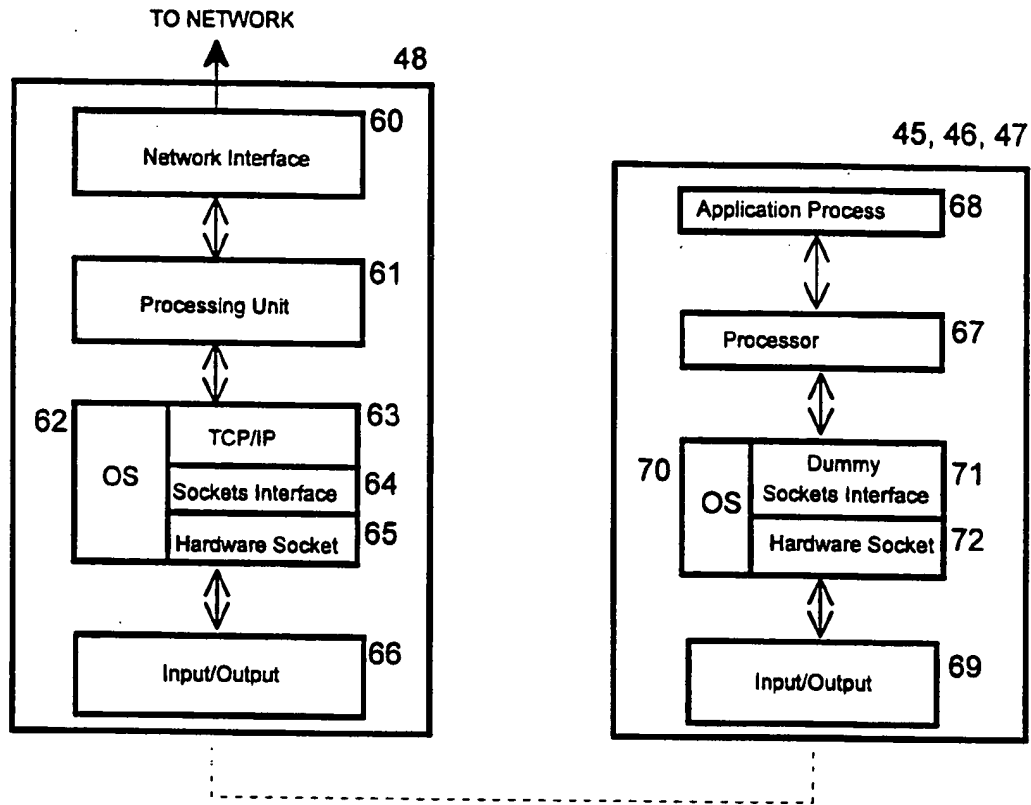 TO NETWORK
48
60
Network Interface
61
Processing Unit
62
OS
63
TCP/IP
64
Sockets Interface
65
Hardware Socket
66
Input/Output
45, 46, 47
Application Process
68
Processor
67
70
OS
Dummy
Sockets Interface
71
Hardware Socket
72
Input/Output
69